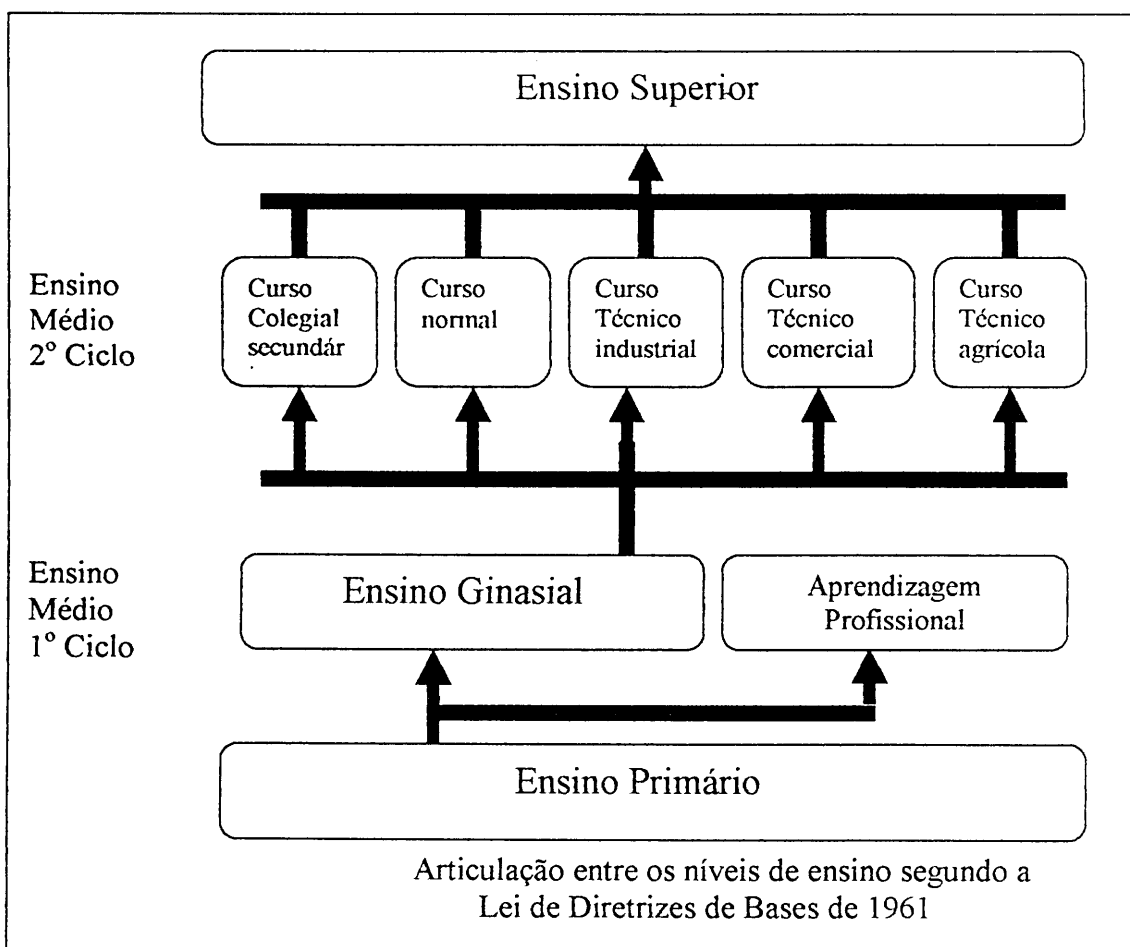 Ensino Superior
Ensino
Médio
2º Ciclo
Curso
Colegial
secundár
Curso
normal
Curso
Técnico
industrial
Curso
Técnico
comercial
Curso
Técnico
agrícola
Ensino
Médio
1º Ciclo
Ensino Ginasial
Aprendizagem
Profissional
Ensino Primário
Articulação entre os níveis de ensino segundo a
Lei de Diretrizes de Bases de 1961